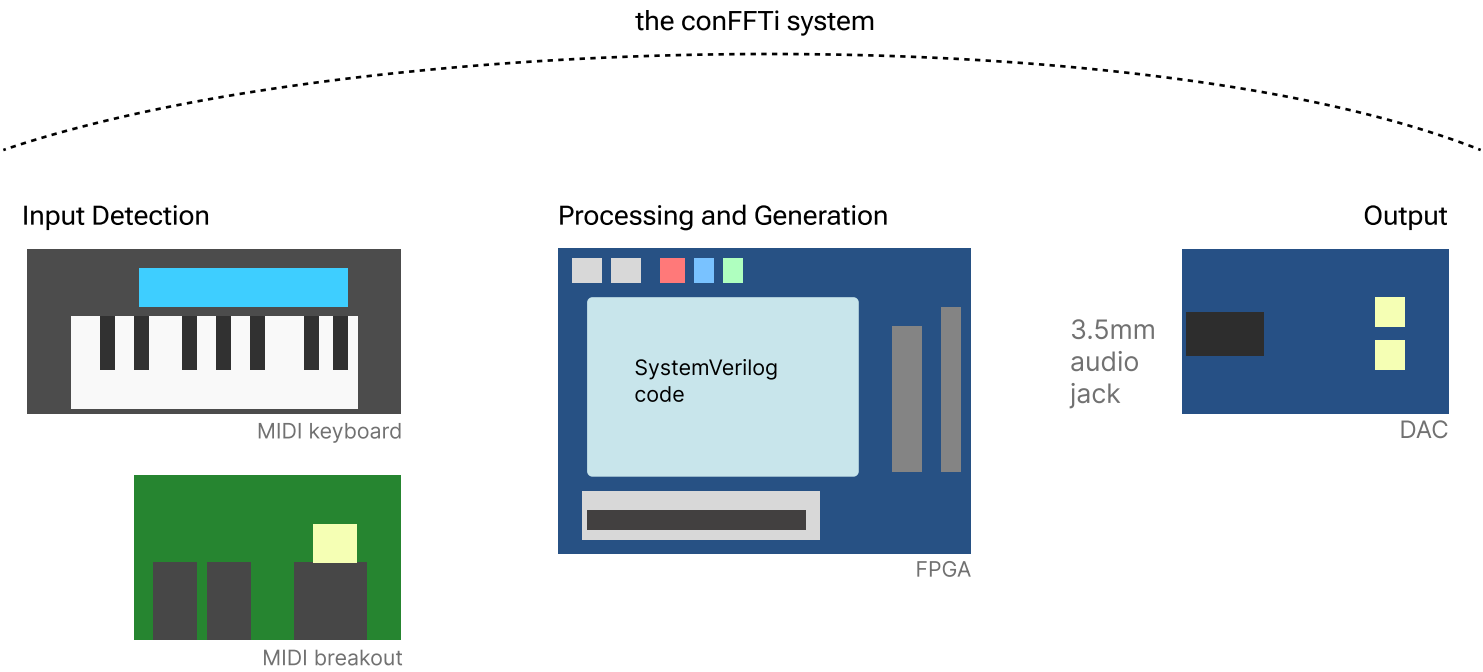 the conFFTi system
Input Detection
Processing and Generation
Output
SystemVerilog
code
3.5mm
audio
jack
MIDI keyboard
DAC
FPGA
MIDI breakout